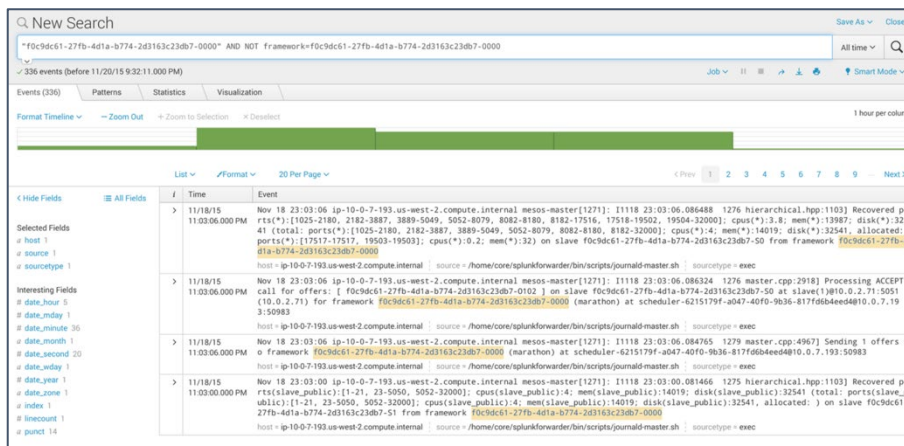 New Search
Save As Close
"f0c9dc61-27fb-4d1a-b774-2d3163c23db7-0000" AND NOT framework=f0c9dc61-27fb-4d1a-b774-2d3163c23db7-0000
All time
336 events (before 11/20/15 9:32:11.000 PM)
Job
Smart Mode
Events (336) Patterns Statistics Visualization
Format Timeline — Zoom Out + Zoom to Selection × Deselect
1 hour per colum
List Format 20 Per Page
< Prev 1 2 3 4 5 6 7 8 9 ... Next
< Hide Fields All Fields
i Time Event
Selected Fields
a host 1
a source 1
a sourcetype 1
Interesting Fields
# date_hour 5
# date_mday 1
# date_minute 36
a date_month 1
# date_second 20
a date_wday 1
# date_year 1
a date_zone 1
a index 1
# linecount 1
a punct 14
> 11/18/15
11:03:06.000 PM
Nov 18 23:03:06 ip-10-0-7-193.us-west-2.compute.internal mesos-master[1271]: I1118 23:03:06.086488 1276 hierarchical.hpp:1103] Recovered p
rts(*):[1025-2180, 2182-3887, 3889-5049, 5052-8079, 8082-8180, 8182-17516, 17518-19502, 19504-32000]; cpus(*):3.8; mem(*):13987; disk(*):32
41 (total: ports(*):[1025-2180, 2182-3887, 3889-5049, 5052-8079, 8082-8180, 8182-32000]; cpus(*):4; mem(*):14019; disk(*):32541, allocated:
ports(*):[17517-17517, 19503-19503]; cpus(*):0.2; mem(*):32) on slave f0c9dc61-27fb-4d1a-b774-2d3163c23db7-S0 from framework f0c9dc61-27fb-
d1a-b774-2d3163c23db7-0000
host = ip-10-0-7-193.us-west-2.compute.internal source = /home/core/splunkforwarder/bin/scripts/journald-master.sh sourcetype = exec
> 11/18/15
11:03:06.000 PM
Nov 18 23:03:06 ip-10-0-7-193.us-west-2.compute.internal mesos-master[1271]: I1118 23:03:06.086324 1276 master.cpp:2918] Processing ACCEPT
call for offers: [ f0c9dc61-27fb-4d1a-b774-2d3163c23db7-O102 ] on slave f0c9dc61-27fb-4d1a-b774-2d3163c23db7-S0 at slave(1)@10.0.2.71:5051
(10.0.2.71) for framework f0c9dc61-27fb-4d1a-b774-2d3163c23db7-0000 (marathon) at scheduler-6215179f-a047-40f0-9b36-817fd6b4eed4@10.0.7.19
3:50983
host = ip-10-0-7-193.us-west-2.compute.internal source = /home/core/splunkforwarder/bin/scripts/journald-master.sh sourcetype = exec
> 11/18/15
11:03:06.000 PM
Nov 18 23:03:06 ip-10-0-7-193.us-west-2.compute.internal mesos-master[1271]: I1118 23:03:06.084765 1279 master.cpp:4967] Sending 1 offers
o framework f0c9dc61-27fb-4d1a-b774-2d3163c23db7-0000 (marathon) at scheduler-6215179f-a047-40f0-9b36-817fd6b4eed4@10.0.7.193:50983
host = ip-10-0-7-193.us-west-2.compute.internal source = /home/core/splunkforwarder/bin/scripts/journald-master.sh sourcetype = exec
> 11/18/15
11:03:00.000 PM
Nov 18 23:03:00 ip-10-0-7-193.us-west-2.compute.internal mesos-master[1271]: I1118 23:03:00.081466 1275 hierarchical.hpp:1103] Recovered p
rts(slave_public):[1-21, 23-5050, 5052-32000]; cpus(slave_public):4; mem(slave_public):14019; disk(slave_public):32541 (total: ports(slave_
ublic):[1-21, 23-5050, 5052-32000]; cpus(slave_public):4; mem(slave_public):14019; disk(slave_public):32541, allocated: ) on slave f0c9dc61
27fb-4d1a-b774-2d3163c23db7-S1 from framework f0c9dc61-27fb-4d1a-b774-2d3163c23db7-0000
host = ip-10-0-7-193.us-west-2.compute.internal source = /home/core/splunkforwarder/bin/scripts/journald-master.sh sourcetype = exec